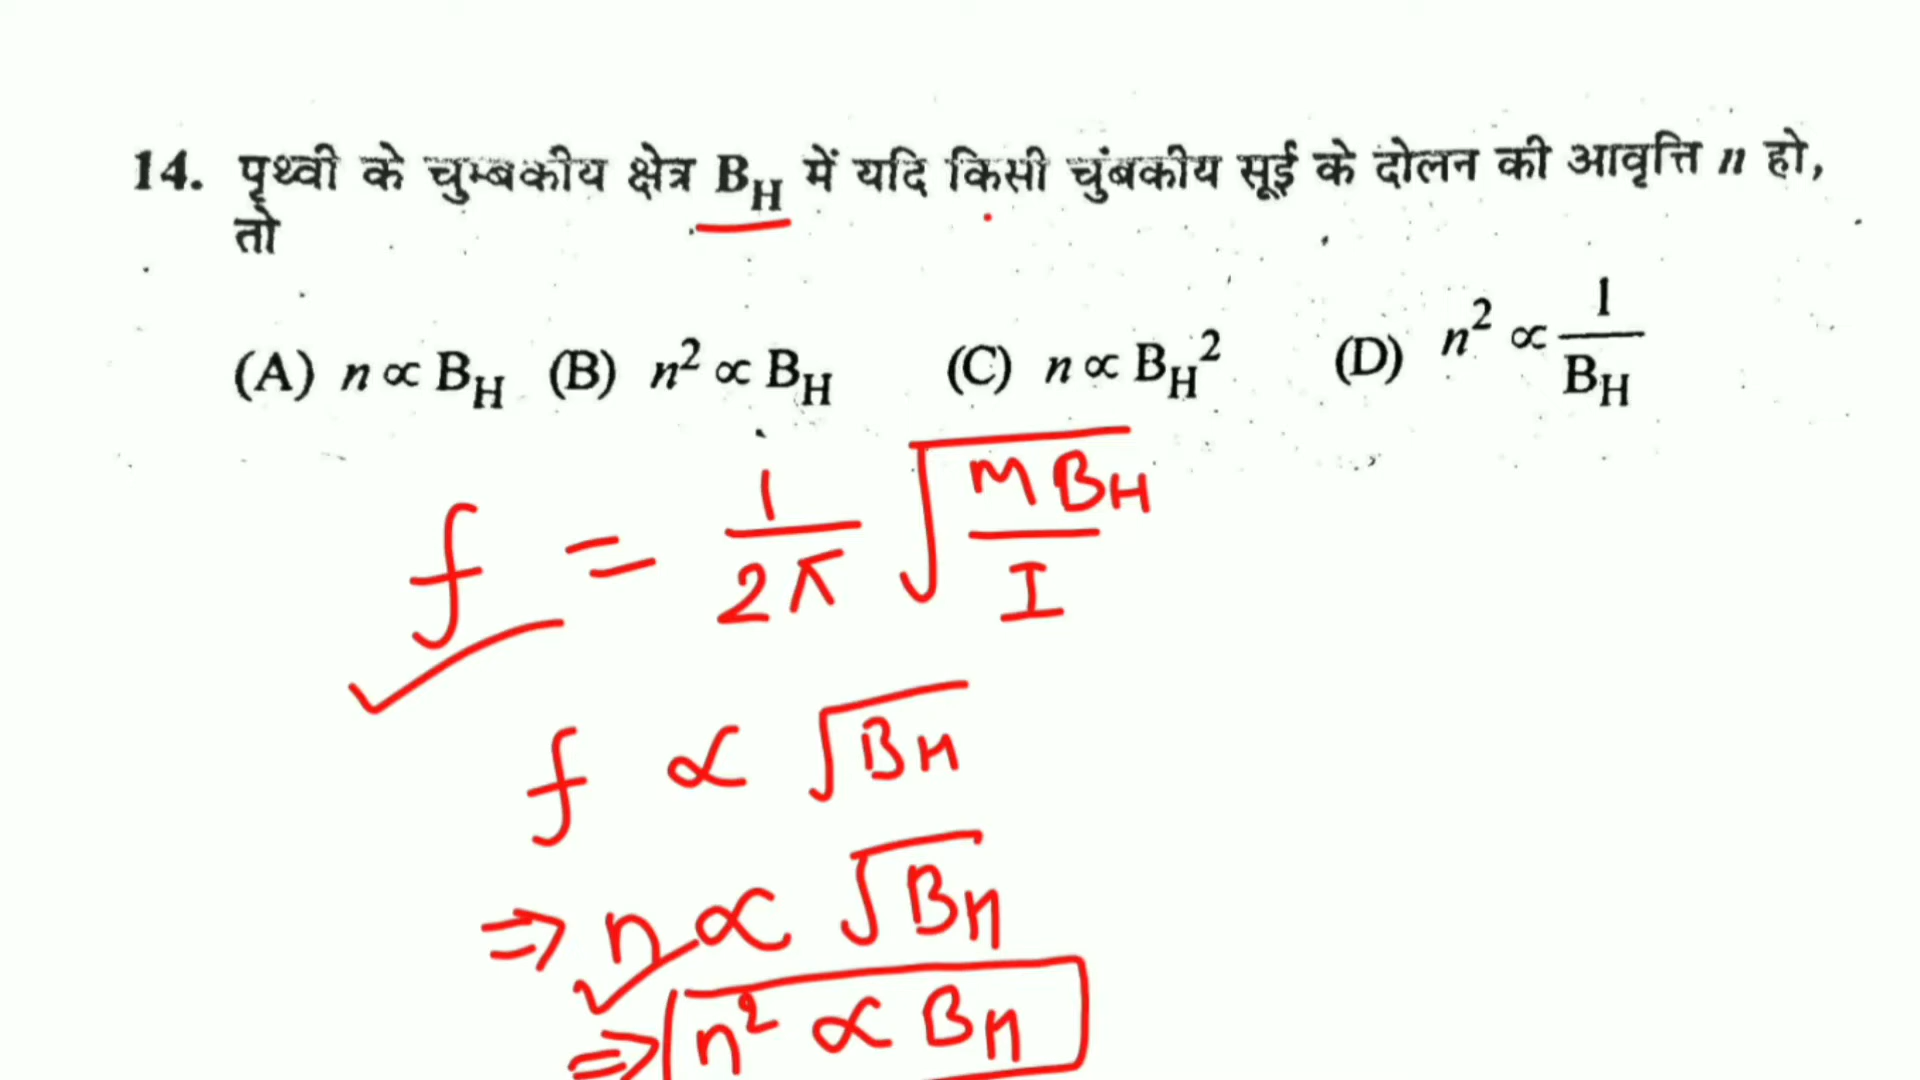 14. पृथ्वी के चुम्बकीय क्षेत्र B_H में यदि किसी चुंबकीय सूई के दोलन की आवृत्ति n हो,
तो
(A) n ∝ B_H (B) n² ∝ B_H (C) n ∝ B_H² (D) n² ∝ 1/B_H
f = 1/2π √(MB_H/I)
f ∝ √B_H
⇒ n ∝ √B_H
⇒ n² ∝ B_H